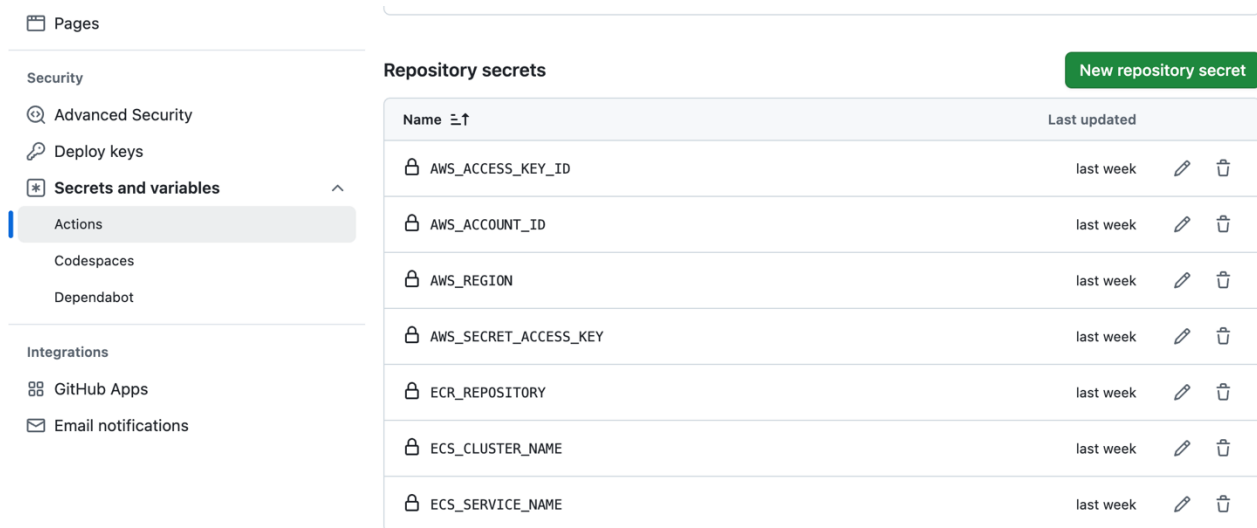 Pages
Security
Advanced Security
Deploy keys
Secrets and variables
Actions
Codespaces
Dependabot
Integrations
GitHub Apps
Email notifications
Repository secrets
New repository secret
Name Last updated
AWS_ACCESS_KEY_ID last week
AWS_ACCOUNT_ID last week
AWS_REGION last week
AWS_SECRET_ACCESS_KEY last week
ECR_REPOSITORY last week
ECS_CLUSTER_NAME last week
ECS_SERVICE_NAME last week